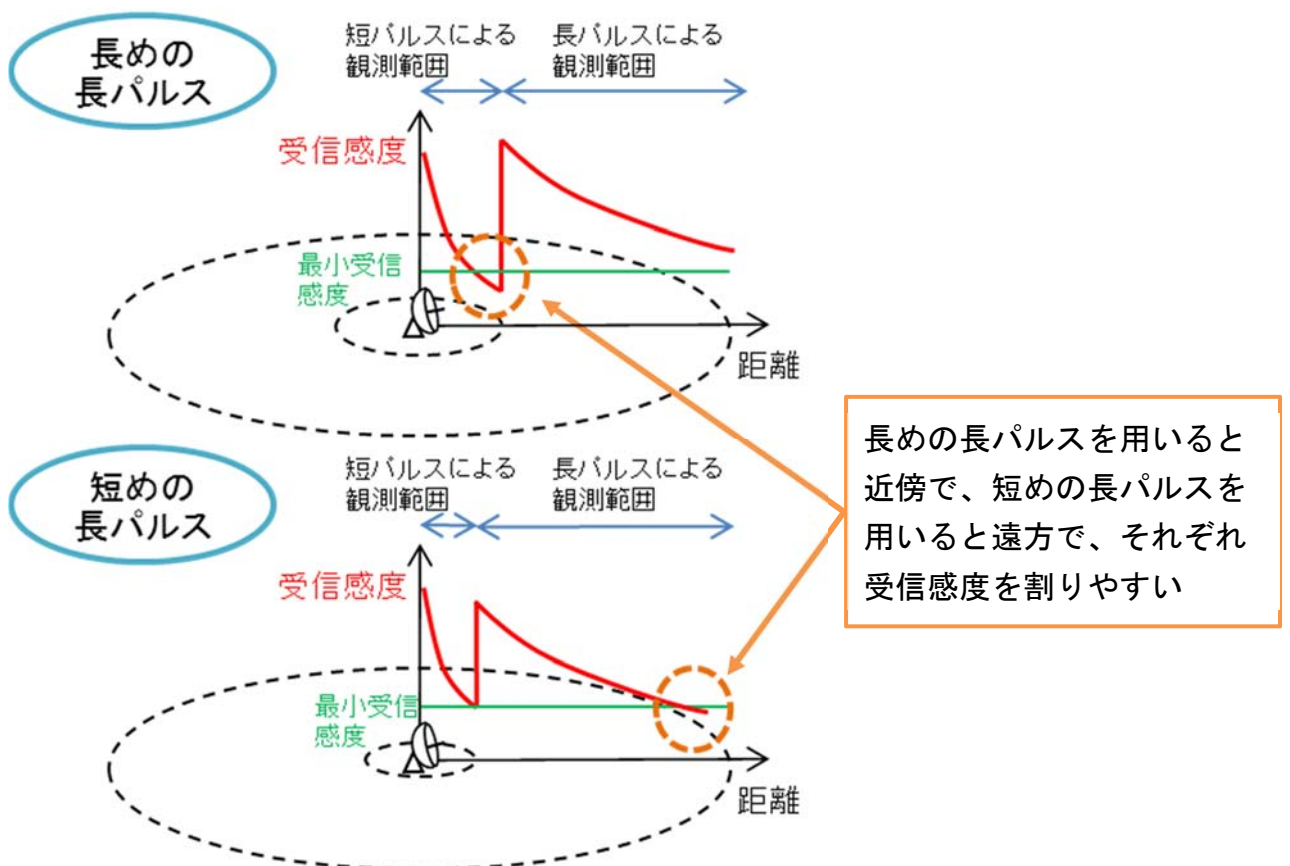 長めの
長パルス
短パルスによる
観測範囲
長パルスによる
観測範囲
受信感度
最小受信
感度
距離
短めの
長パルス
短パルスによる
観測範囲
長パルスによる
観測範囲
受信感度
最小受信
感度
距離
長めの長パルスを用いると
近傍で、短めの長パルスを
用いると遠方で、それぞれ
受信感度を割りやすい